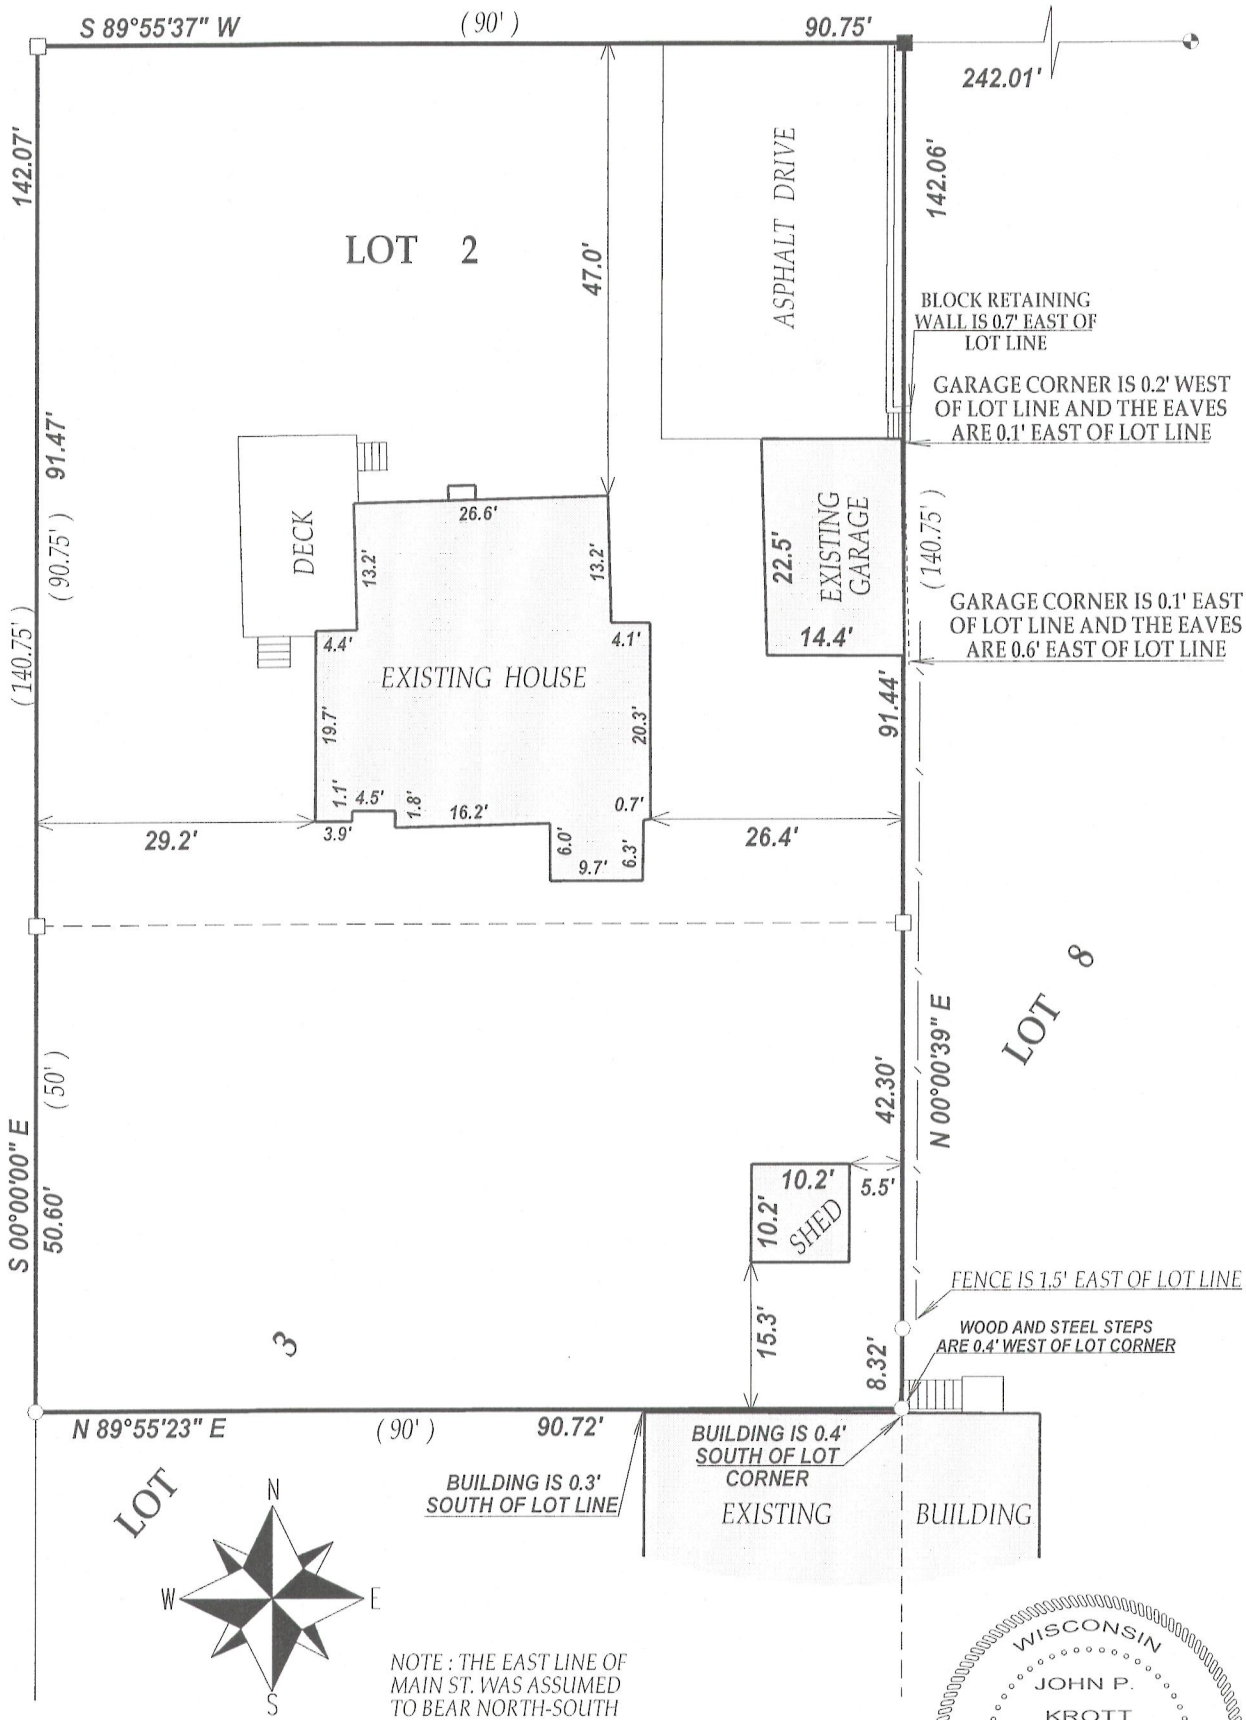 S 89°55'37" W
( 90' )
90.75'
242.01'
142.07'
142.06'
LOT 2
47.0'
ASPHALT DRIVE
BLOCK RETAINING
WALL IS 0.7' EAST OF
LOT LINE
GARAGE CORNER IS 0.2' WEST
OF LOT LINE AND THE EAVES
ARE 0.1' EAST OF LOT LINE
91.47'
( 90.75' )
(140.75')
DECK
26.6'
13.2'
13.2'
4.4'
4.1'
EXISTING HOUSE
19.7'
20.3'
1.1'
4.5'
1.8'
16.2'
0.7'
3.9'
6.0'
9.7'
6.3'
29.2'
26.4'
22.5'
EXISTING
GARAGE
14.4'
(140.75')
GARAGE CORNER IS 0.1' EAST
OF LOT LINE AND THE EAVES
ARE 0.6' EAST OF LOT LINE
91.44'
LOT 8
N 00°00'39" E
42.30'
( 50' )
S 00°00'00" E
50.60'
10.2'
10.2'
SHED
5.5'
15.3'
8.32'
FENCE IS 1.5' EAST OF LOT LINE
WOOD AND STEEL STEPS
ARE 0.4' WEST OF LOT CORNER
3
N 89°55'23" E
( 90' )
90.72'
BUILDING IS 0.4'
SOUTH OF LOT
CORNER
BUILDING IS 0.3'
SOUTH OF LOT LINE
EXISTING BUILDING
LOT
N
W
E
S
NOTE : THE EAST LINE OF
MAIN ST. WAS ASSUMED
TO BEAR NORTH-SOUTH
WISCONSIN
JOHN P.
KROTT